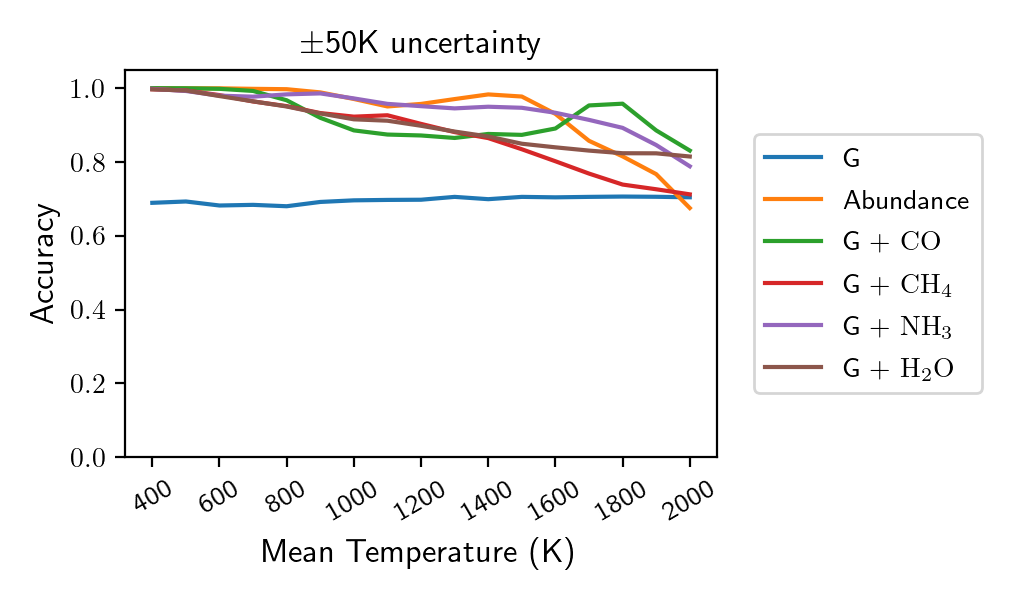 ±50K uncertainty
Accuracy
1.0
0.8
0.6
0.4
0.2
0.0
400
600
800
1000
1200
1400
1600
1800
2000
Mean Temperature (K)
G
Abundance
G + CO
G + CH₄
G + NH₃
G + H₂O